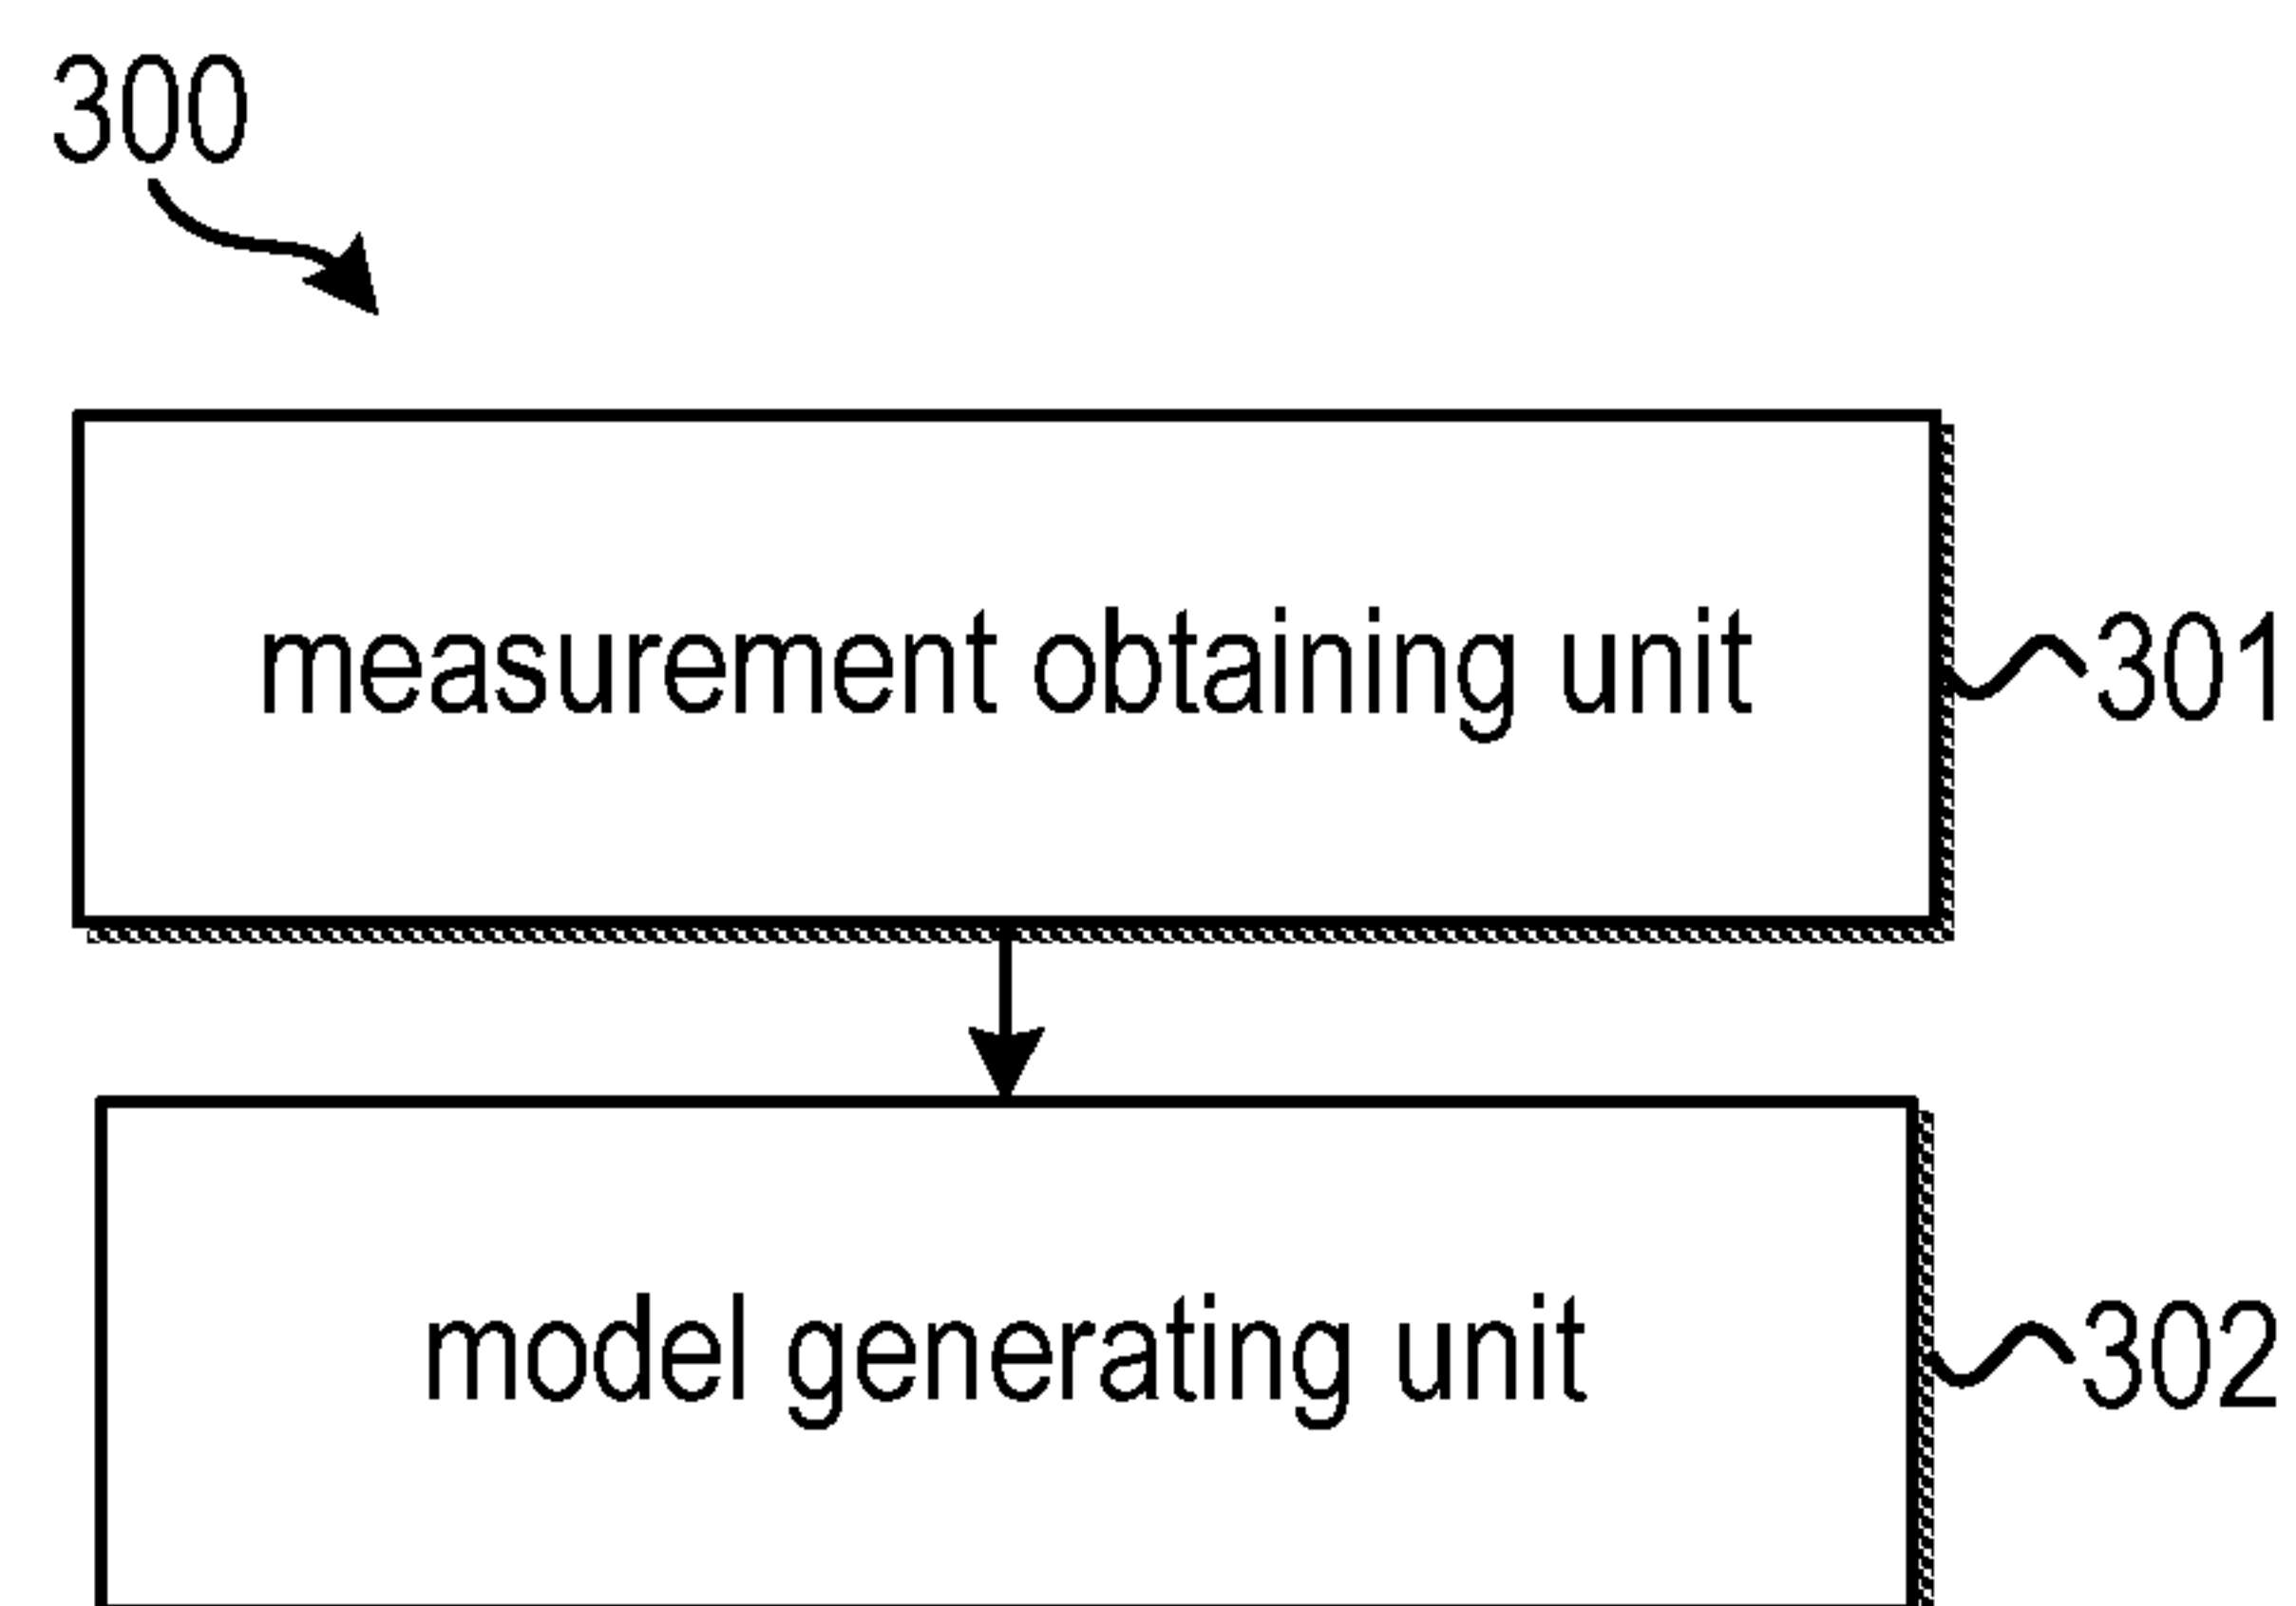 300
measurement obtaining unit
301
model generating unit
302